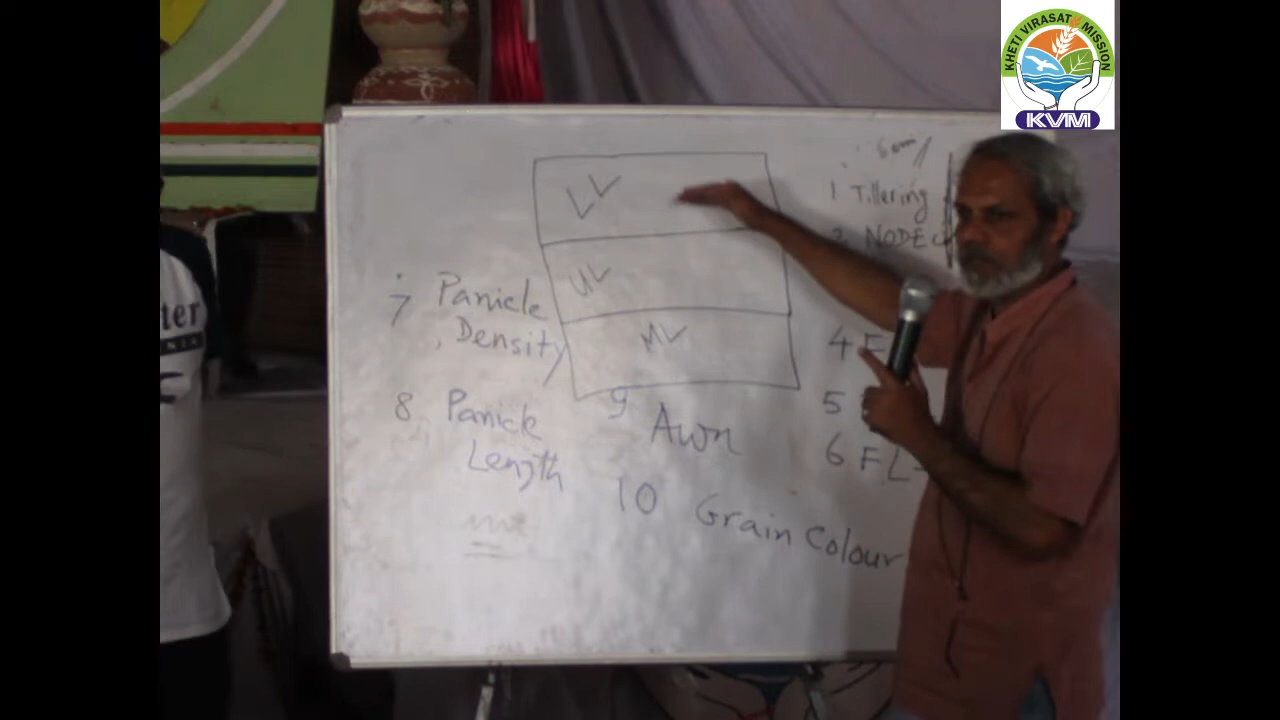 KHETI VIRASAT MISSION
KVM
LV
UV
MV
1 Tillering
2 NODE
4 F
5
6 FL-
7 Panicle
Density
8 Panicle
Length
9 Awn
10 Grain Colour